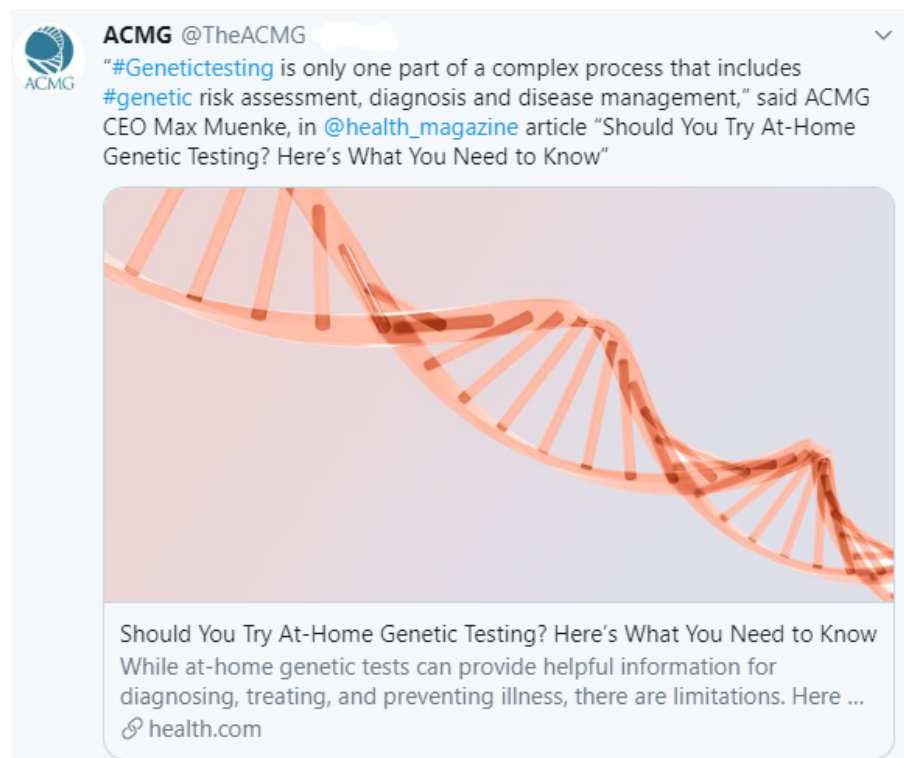 ACMG @TheACMG
ACMG
“#Genetictesting is only one part of a complex process that includes
#genetic risk assessment, diagnosis and disease management,” said ACMG
CEO Max Muenke, in @health_magazine article “Should You Try At-Home
Genetic Testing? Here’s What You Need to Know”
Should You Try At-Home Genetic Testing? Here’s What You Need to Know
While at-home genetic tests can provide helpful information for
diagnosing, treating, and preventing illness, there are limitations. Here ...
health.com